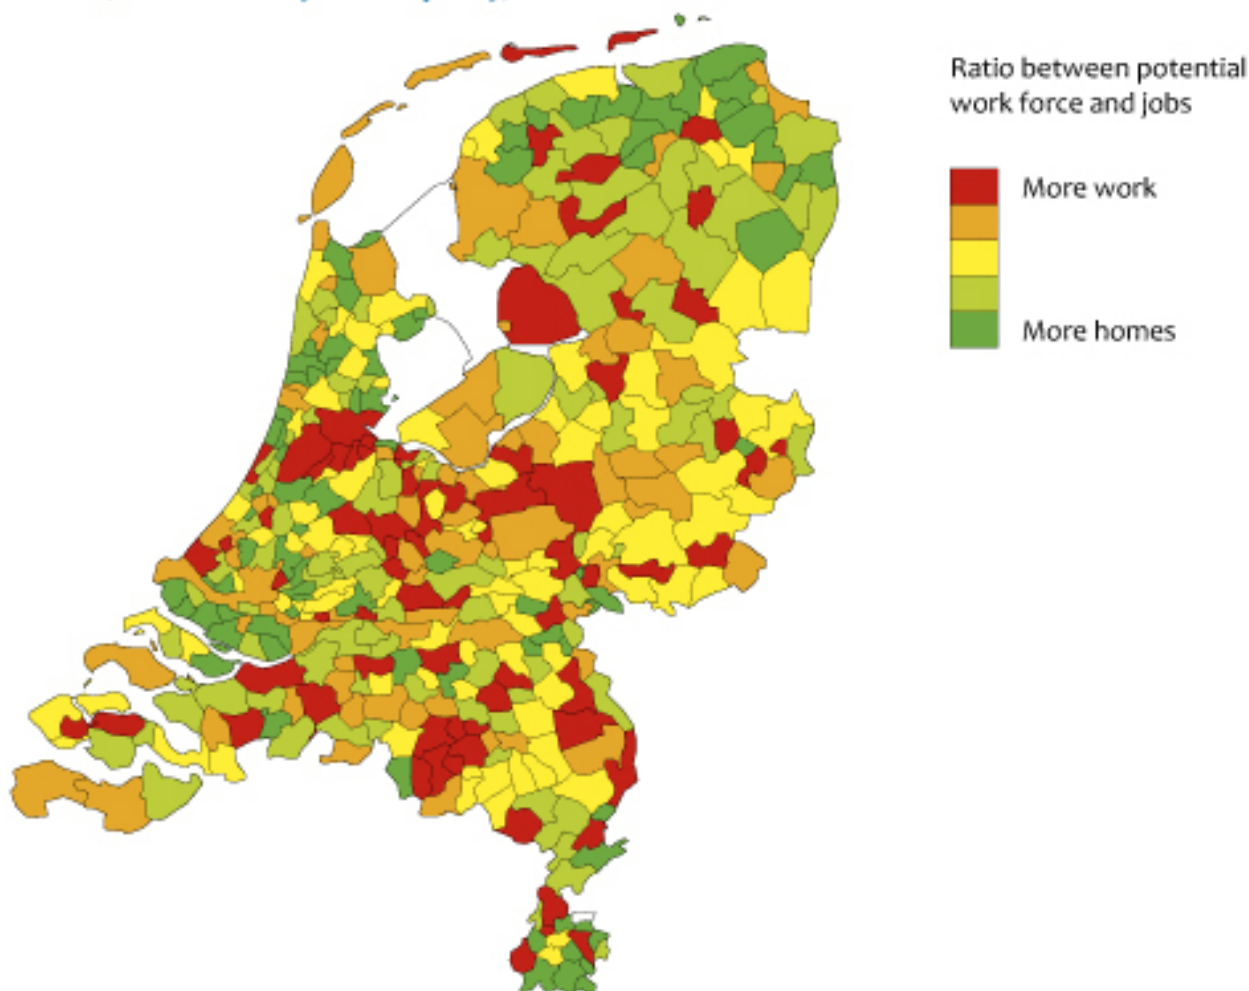 Ratio between potential
work force and jobs
More work
More homes